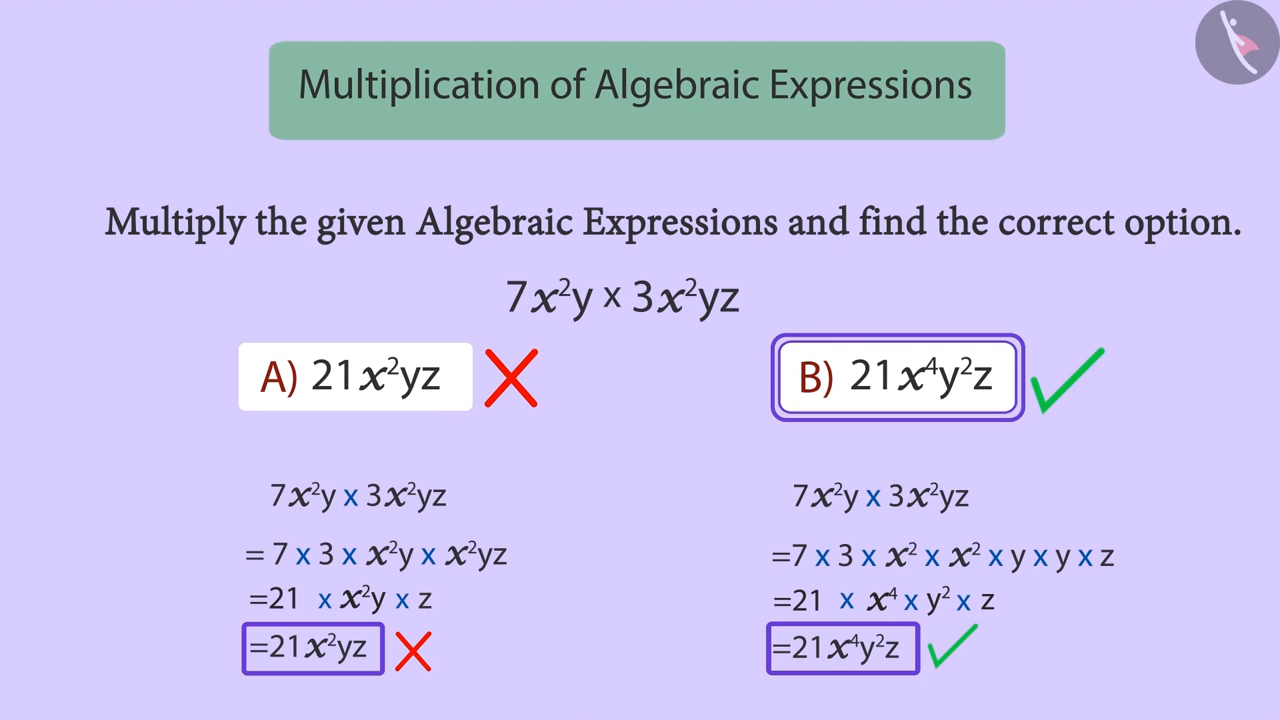 Multiplication of Algebraic Expressions
Multiply the given Algebraic Expressions and find the correct option.
7x²y x 3x²yz
A) 21x²yz
B) 21x⁴y²z
7x²y x 3x²yz
= 7 x 3 x x²y x x²yz
=21 x x²y x z
=21x²yz
7x²y x 3x²yz
=7 x 3 x x² x x² x y x y x z
=21 x x⁴ x y² x z
=21x⁴y²z